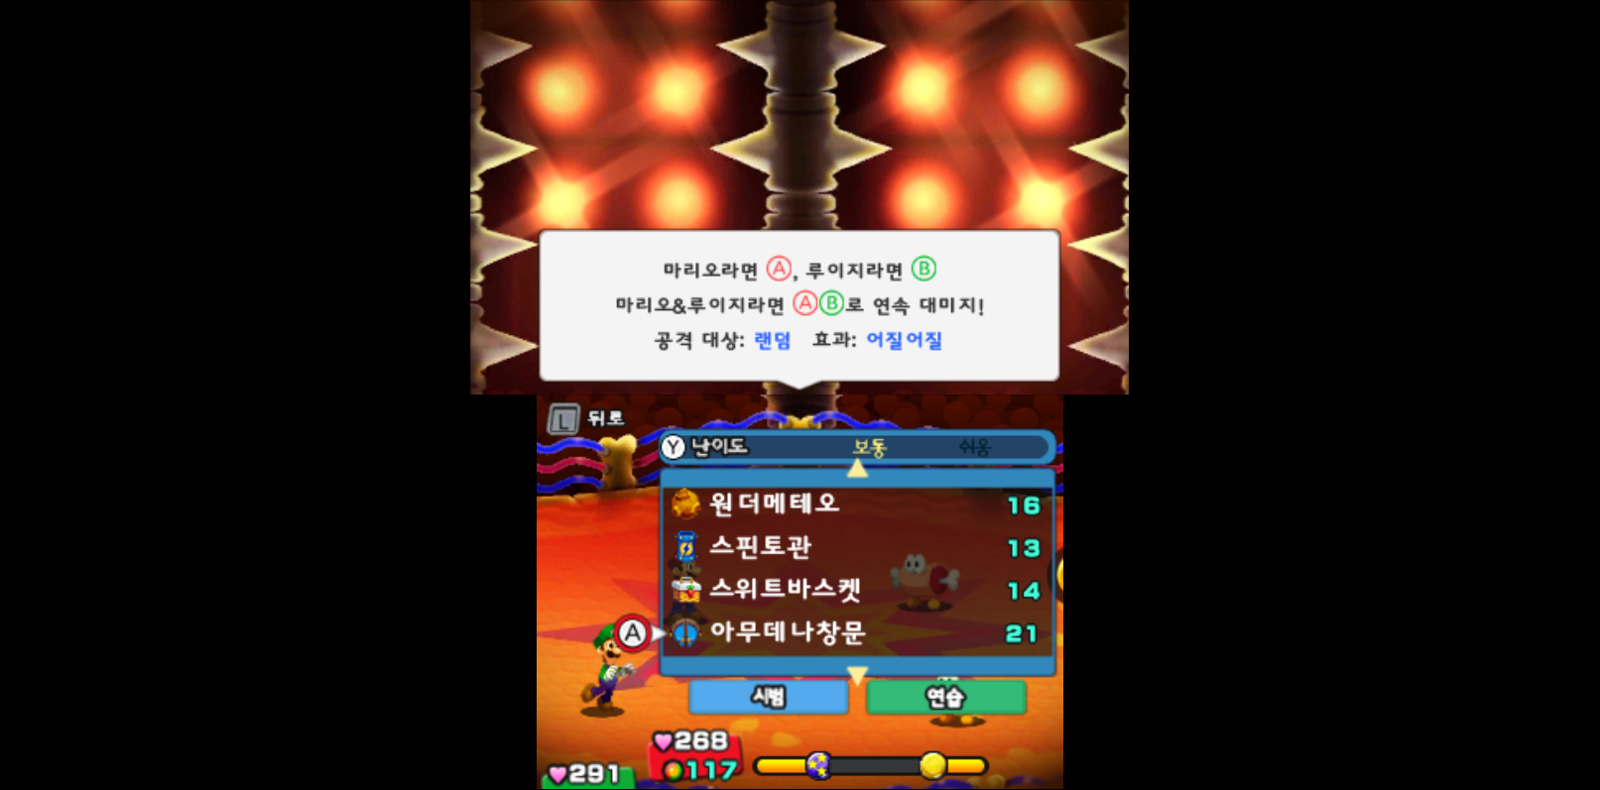 마리오라면 Ⓐ, 루이지라면 Ⓑ
마리오&루이지라면 ⒶⒷ로 연속 대미지!
공격 대상: 랜덤 효과: 어질어질
L 뒤로
Y 난이도 보통 쉬움
원더메테오 16
스핀토관 13
스위트바스켓 14
A 아무데나창문 21
시범 연습
268
291 117